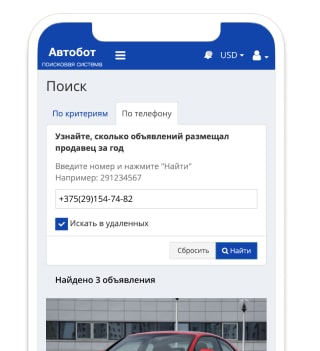 Автобот
поисковая система
USD
Поиск
По критериям
По телефону
Узнайте, сколько объявлений размещал
продавец за год
Введите номер и нажмите "Найти"
Например: 291234567
+375(29)154-74-82
Искать в удаленных
Сбросить
Найти
Найдено 3 объявления